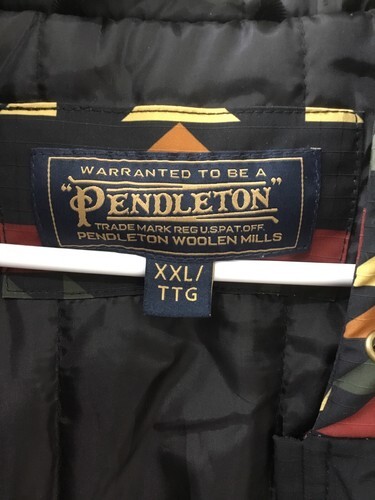 WARRANTED TO BE A
"PENDLETON"
TRADE MARK REG U.S.PAT.OFF.
PENDLETON WOOLEN MILLS
XXL/
TTG